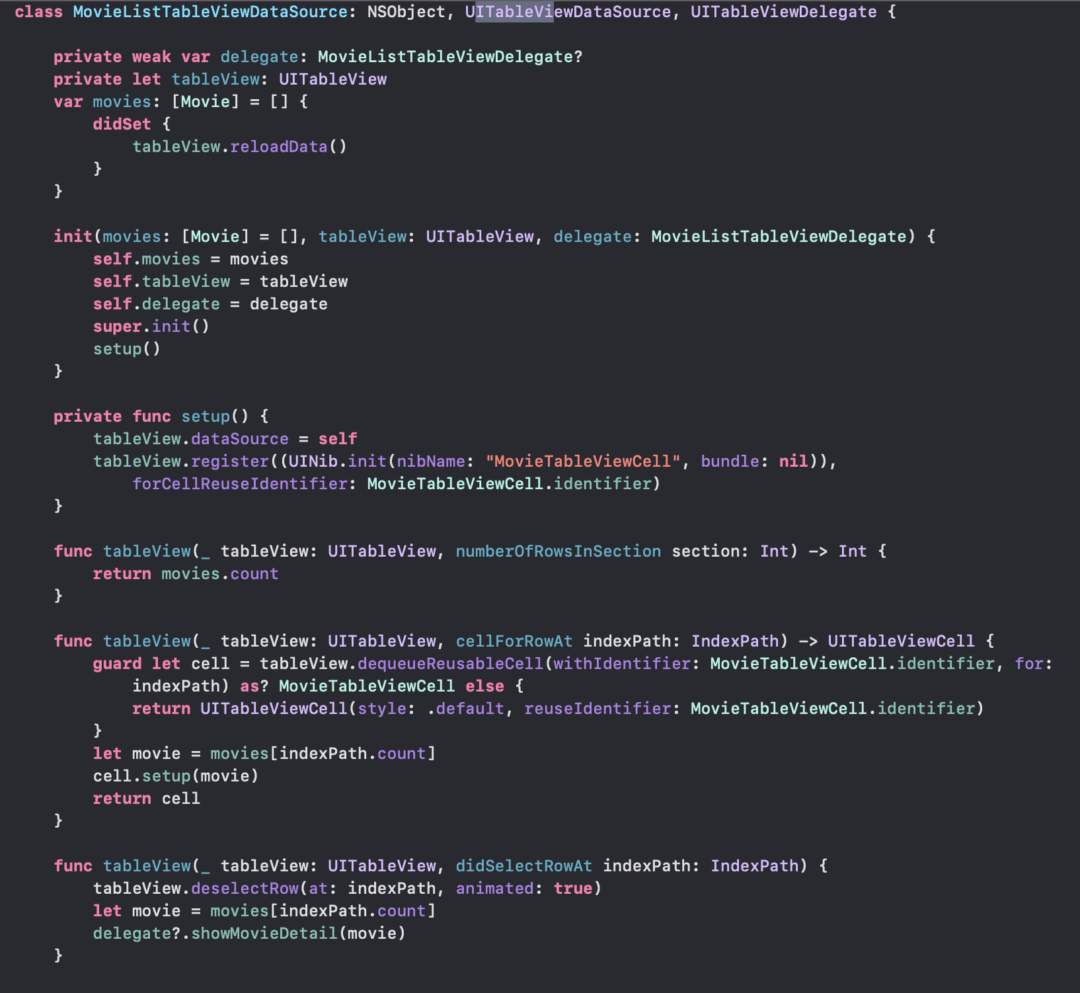 class MovieListTableViewDataSource: NSObject, UITableViewDataSource, UITableViewDelegate {
private weak var delegate: MovieListTableViewDelegate?
private let tableView: UITableView
var movies: [Movie] = [] {
didSet {
tableView.reloadData()
}
}
init(movies: [Movie] = [], tableView: UITableView, delegate: MovieListTableViewDelegate) {
self.movies = movies
self.tableView = tableView
self.delegate = delegate
super.init()
setup()
}
private func setup() {
tableView.dataSource = self
tableView.register((UINib.init(nibName: "MovieTableViewCell", bundle: nil)),
forCellReuseIdentifier: MovieTableViewCell.identifier)
}
func tableView(_ tableView: UITableView, numberOfRowsInSection section: Int) -> Int {
return movies.count
}
func tableView(_ tableView: UITableView, cellForRowAt indexPath: IndexPath) -> UITableViewCell {
guard let cell = tableView.dequeueReusableCell(withIdentifier: MovieTableViewCell.identifier, for:
indexPath) as? MovieTableViewCell else {
return UITableViewCell(style: .default, reuseIdentifier: MovieTableViewCell.identifier)
}
let movie = movies[indexPath.count]
cell.setup(movie)
return cell
}
func tableView(_ tableView: UITableView, didSelectRowAt indexPath: IndexPath) {
tableView.deselectRow(at: indexPath, animated: true)
let movie = movies[indexPath.count]
delegate?.showMovieDetail(movie)
}